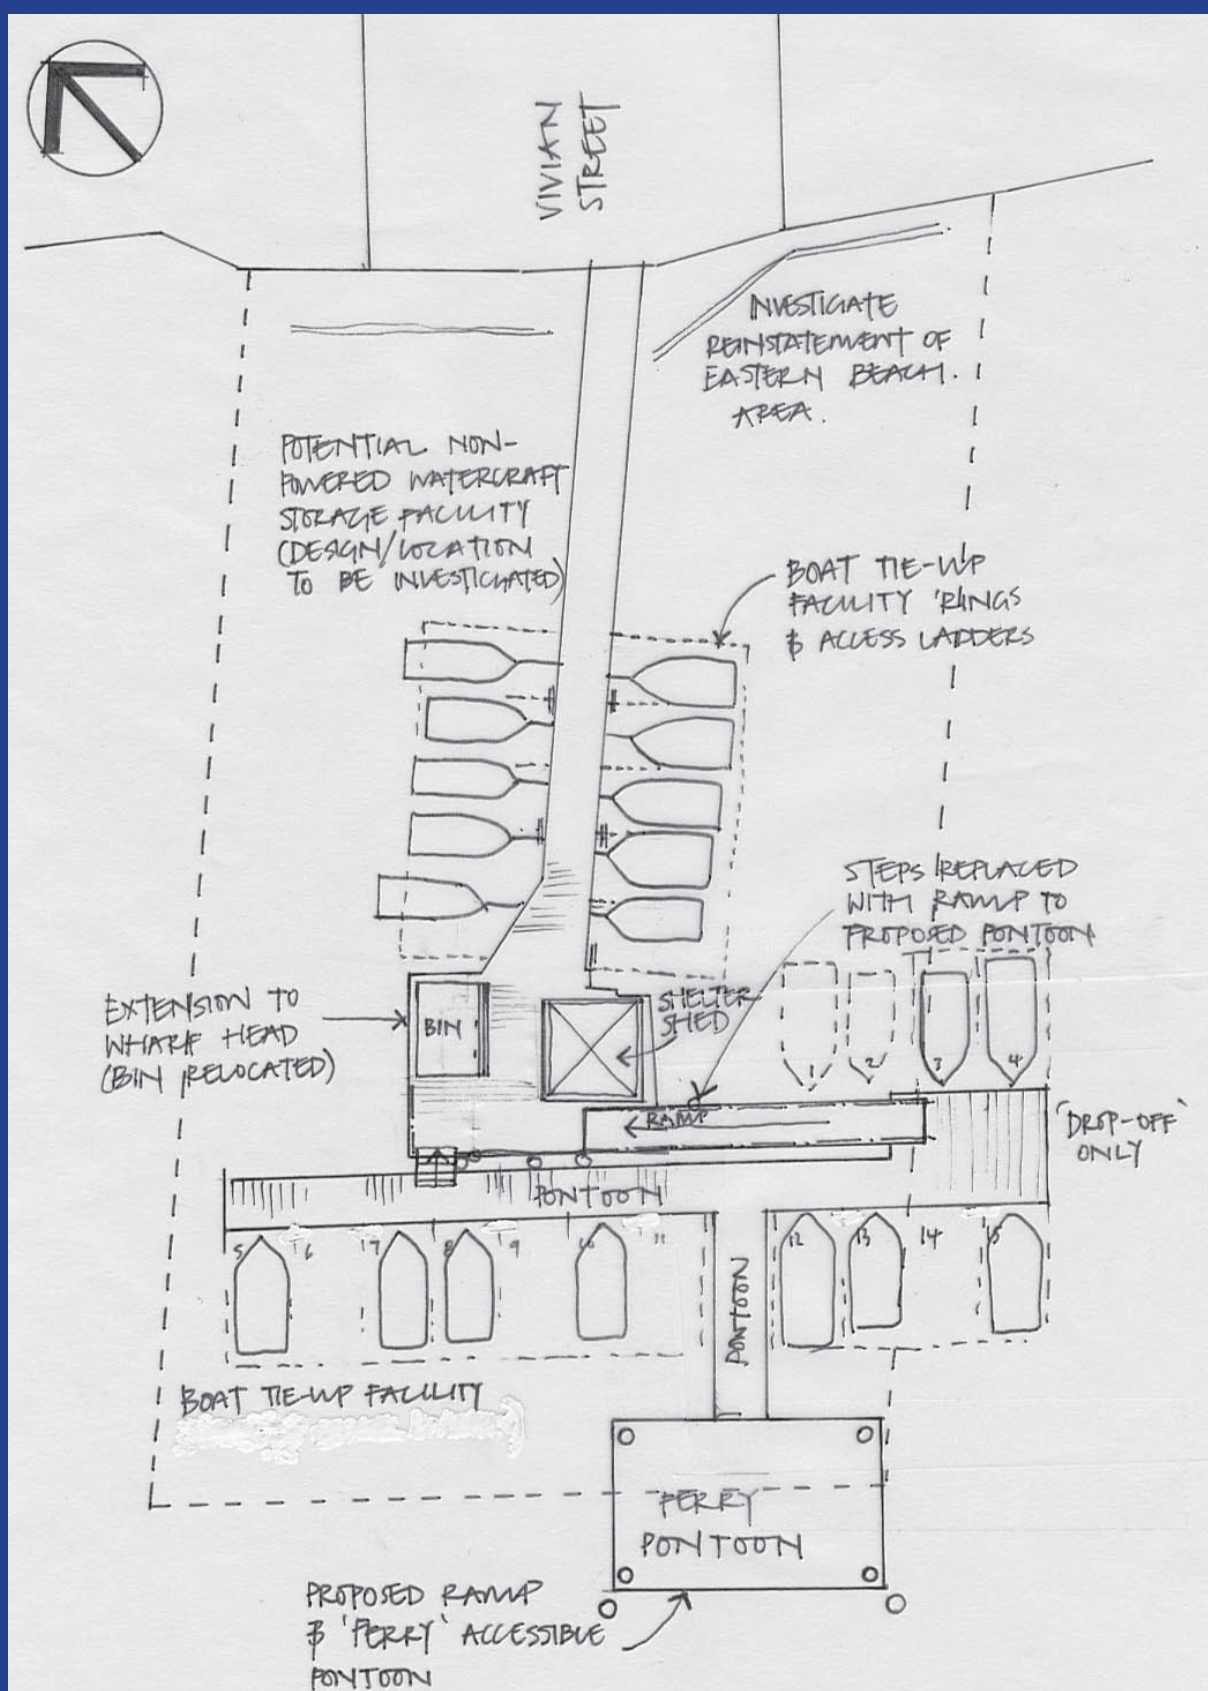 VIVIAN
STREET
INVESTIGATE
REINSTATEMENT OF
EASTERN BEACH.
AREA.
POTENTIAL NON-
POWERED WATERCRAFT
STORAGE FACILITY
(DESIGN/LOCATION
TO BE INVESTIGATED)
BOAT TIE-UP
FACILITY 'RINGS
& ACCESS LADDERS
STEPS REPLACED
WITH RAMP TO
PROPOSED PONTOON
EXTENSION TO
WHARF HEAD
(BIN RELOCATED)
BIN
SHELTER
SHED
1 2 3 4
RAMP
'DROP-OFF'
ONLY
PONTOON
5 6 7 8 9 10 11 12 13 14 15
PONTOON
BOAT TIE-UP FACILITY
FERRY
PONTOON
PROPOSED RAMP
& 'FERRY' ACCESSIBLE
PONTOON